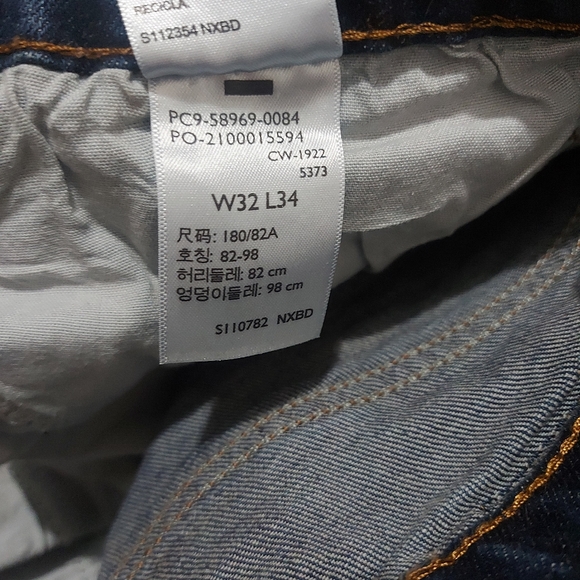 RECICLA
S112354 NXBD
PC9-58969-0084
PO-2100015594
CW-1922
5373
W32 L34
尺码: 180/82A
호칭: 82-98
허리둘레: 82 cm
엉덩이둘레: 98 cm
S110782 NXBD